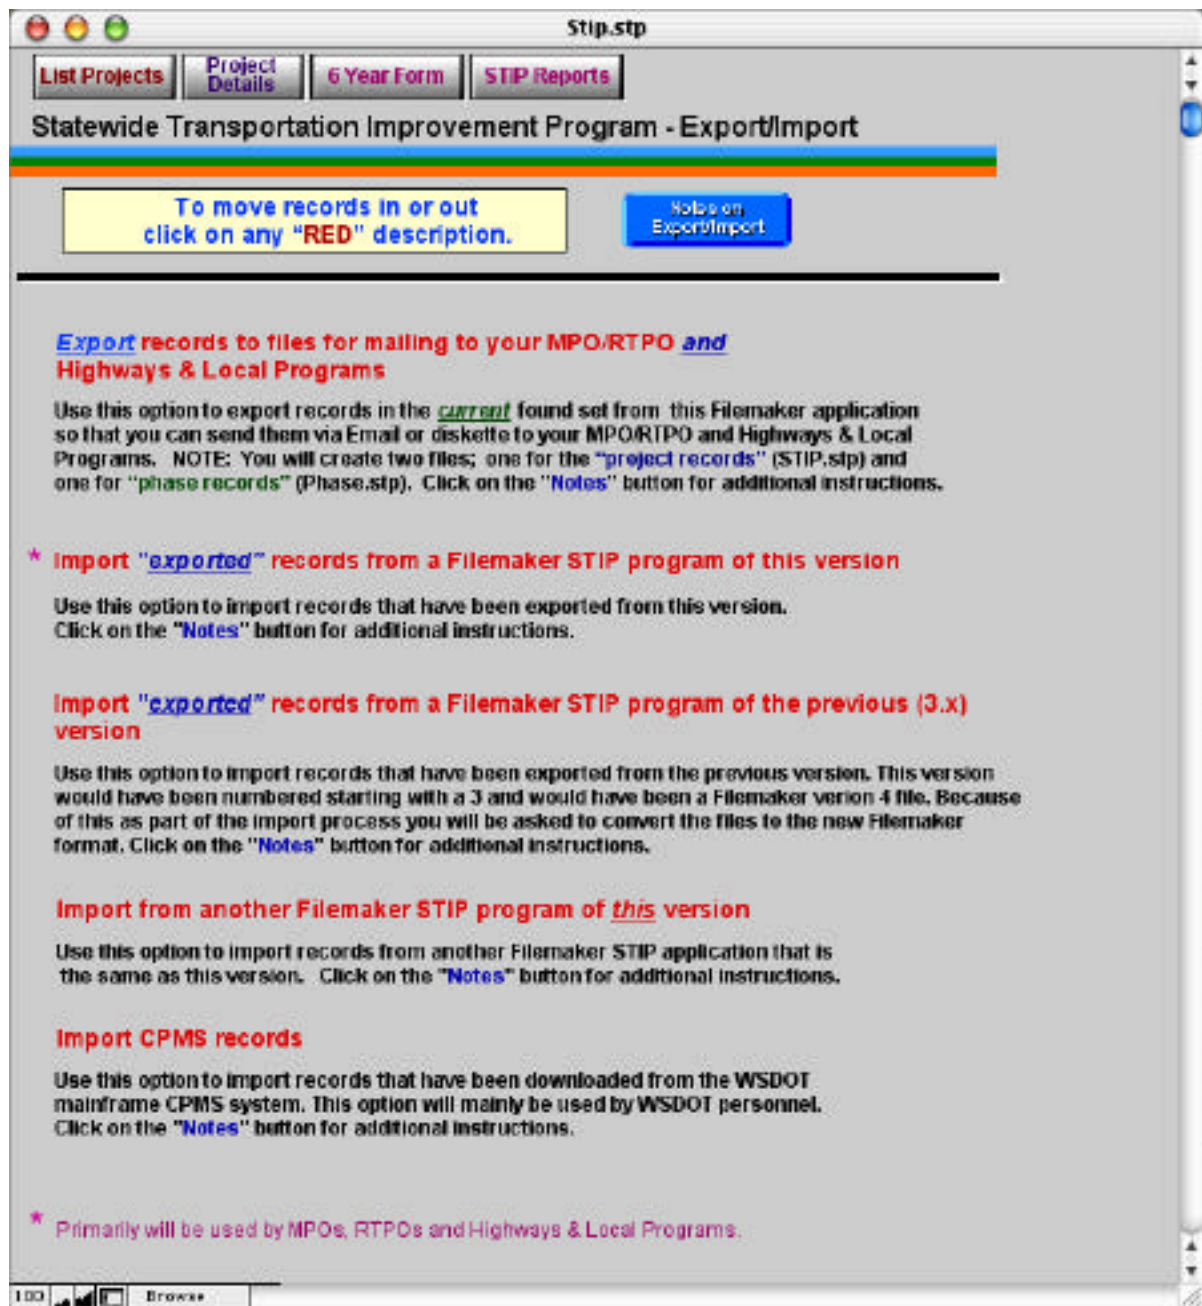 Stip.stp
List Projects
Project
Details
6 Year Form
STIP Reports
Statewide Transportation Improvement Program - Export/Import
To move records in or out
click on any “RED” description.
Notes on
Export/Import
Export records to files for mailing to your MPO/RTPO and
Highways & Local Programs
Use this option to export records in the current found set from this Filemaker application
so that you can send them via Email or diskette to your MPO/RTPO and Highways & Local
Programs. NOTE: You will create two files; one for the “project records” (STIP.stp) and
one for “phase records” (Phase.stp). Click on the "Notes" button for additional instructions.
* Import "exported" records from a Filemaker STIP program of this version
Use this option to import records that have been exported from this version.
Click on the "Notes" button for additional instructions.
Import "exported" records from a Filemaker STIP program of the previous (3.x)
version
Use this option to import records that have been exported from the previous version. This version
would have been numbered starting with a 3 and would have been a Filemaker verion 4 file. Because
of this as part of the import process you will be asked to convert the files to the new Filemaker
format. Click on the "Notes" button for additional instructions.
Import from another Filemaker STIP program of this version
Use this option to import records from another Filemaker STIP application that is
the same as this version. Click on the "Notes" button for additional instructions.
Import CPMS records
Use this option to import records that have been downloaded from the WSDOT
mainframe CPMS system. This option will mainly be used by WSDOT personnel.
Click on the "Notes" button for additional instructions.
* Primarily will be used by MPOs, RTPOs and Highways & Local Programs.
100 Browse